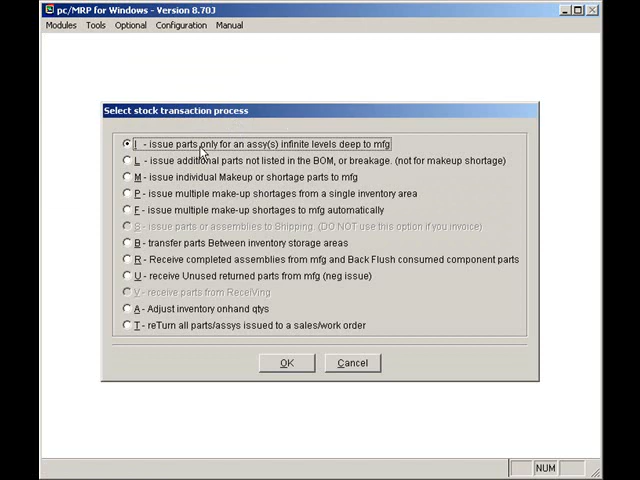 pc/MRP for Windows - Version 8.70J
Modules Tools Optional Configuration Manual
Select stock transaction process
I - issue parts only for an assy(s) infinite levels deep to mfg
L - issue additional parts not listed in the BOM, or breakage. (not for makeup shortage)
M - issue individual Makeup or shortage parts to mfg
P - issue multiple make-up shortages from a single inventory area
F - issue multiple make-up shortages to mfg automatically
S - issue parts or assemblies to Shipping. (DO NOT use this option if you invoice)
B - transfer parts Between inventory storage areas
R - Receive completed assemblies from mfg and Back Flush consumed component parts
U - receive Unused returned parts from mfg (neg issue)
V - receive parts from ReceiVing
A - Adjust inventory onhand qtys
T - reTurn all parts/assys issued to a sales/work order
OK Cancel
NUM